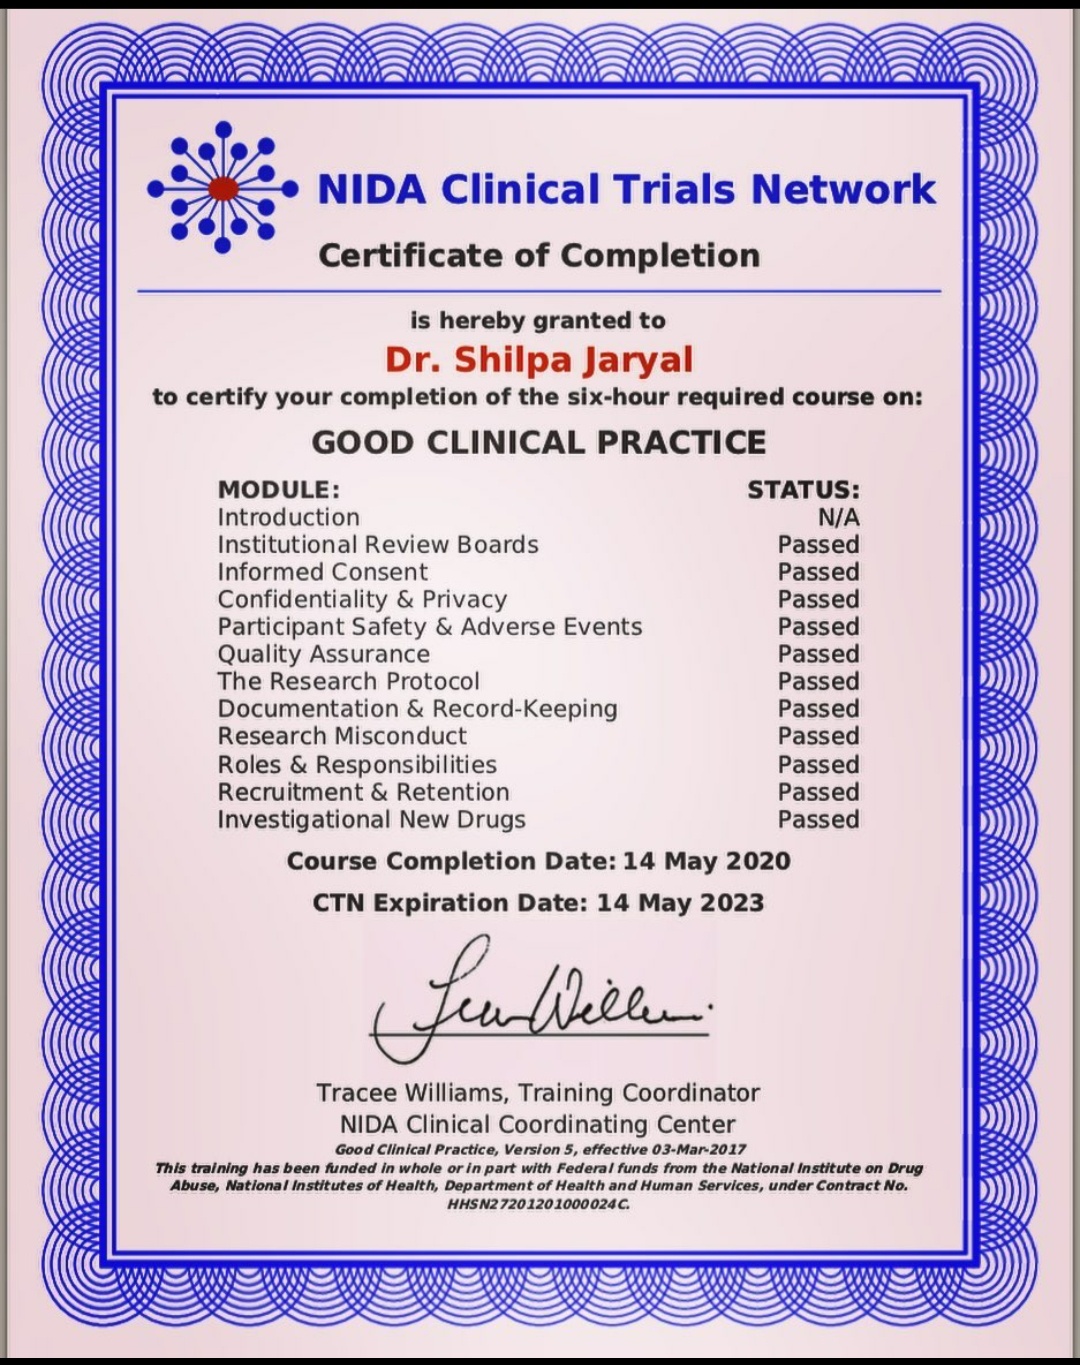 NIDA Clinical Trials Network
Certificate of Completion
is hereby granted to
Dr. Shilpa Jaryal
to certify your completion of the six-hour required course on:
GOOD CLINICAL PRACTICE
MODULE: STATUS:
Introduction N/A
Institutional Review Boards Passed
Informed Consent Passed
Confidentiality & Privacy Passed
Participant Safety & Adverse Events Passed
Quality Assurance Passed
The Research Protocol Passed
Documentation & Record-Keeping Passed
Research Misconduct Passed
Roles & Responsibilities Passed
Recruitment & Retention Passed
Investigational New Drugs Passed
Course Completion Date: 14 May 2020
CTN Expiration Date: 14 May 2023
Tracee Williams, Training Coordinator
NIDA Clinical Coordinating Center
Good Clinical Practice, Version 5, effective 03-Mar-2017
This training has been funded in whole or in part with Federal funds from the National Institute on Drug
Abuse, National Institutes of Health, Department of Health and Human Services, under Contract No.
HHSN27201201000024C.